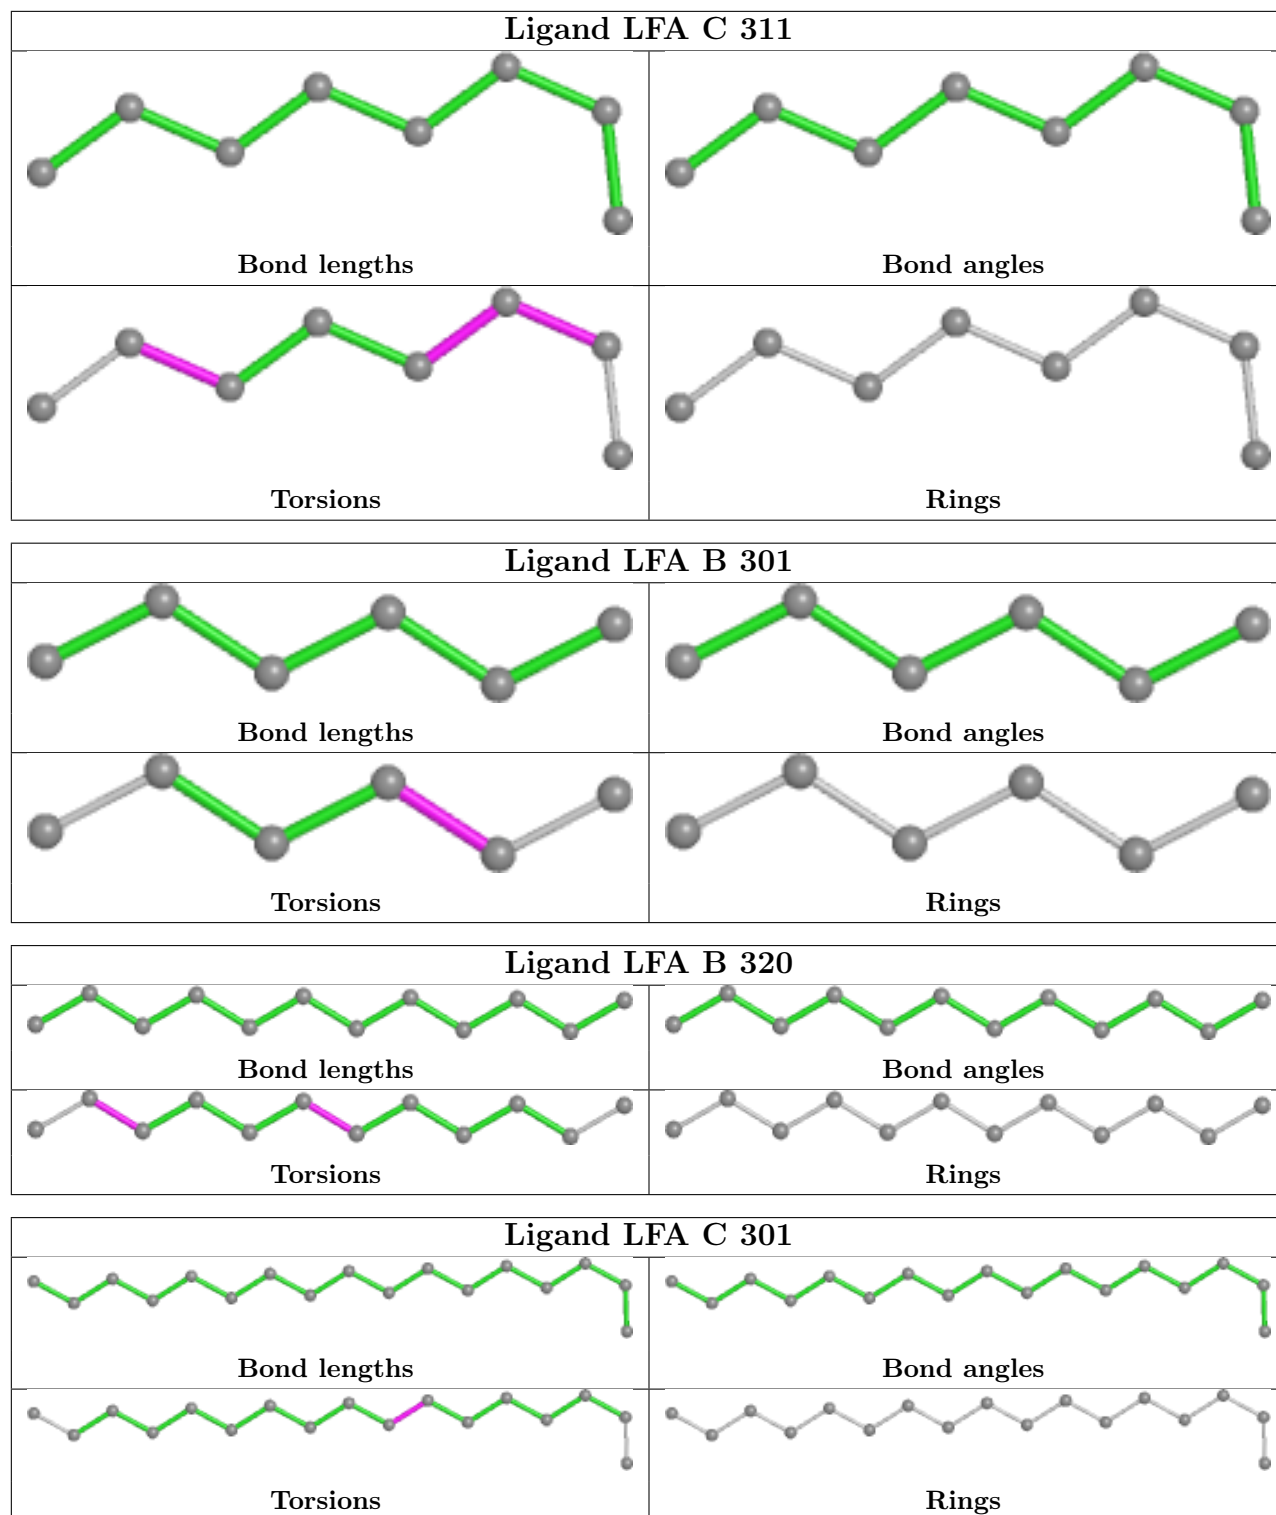 Ligand LFA C 311
Bond lengths
Bond angles
Torsions
Rings
Ligand LFA B 301
Bond lengths
Bond angles
Torsions
Rings
Ligand LFA B 320
Bond lengths
Bond angles
Torsions
Rings
Ligand LFA C 301
Bond lengths
Bond angles
Torsions
Rings